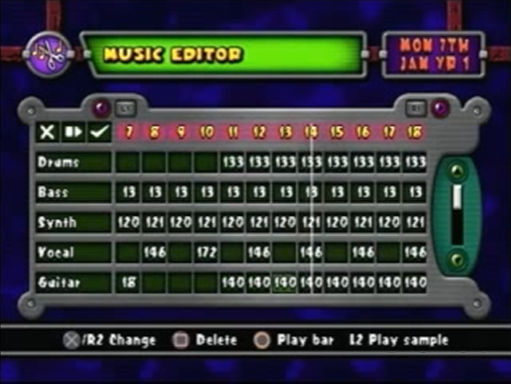 MUSIC EDITOR
MON 7TH
JAN YR 1
7 8 9 10 11 12 13 14 15 16 17 18
Drums 133 133 133 133 133 133 133 133
Bass 13 13 13 13 13 13 13 13 13 13 13 13
Synth 120 121 120 121 120 121 120 121 120 121 120 121
Vocal 146 172 146 146 146 146
Guitar 18 140 140 140 140 140 140 140 140
/R2 Change Delete Play bar L2 Play sample